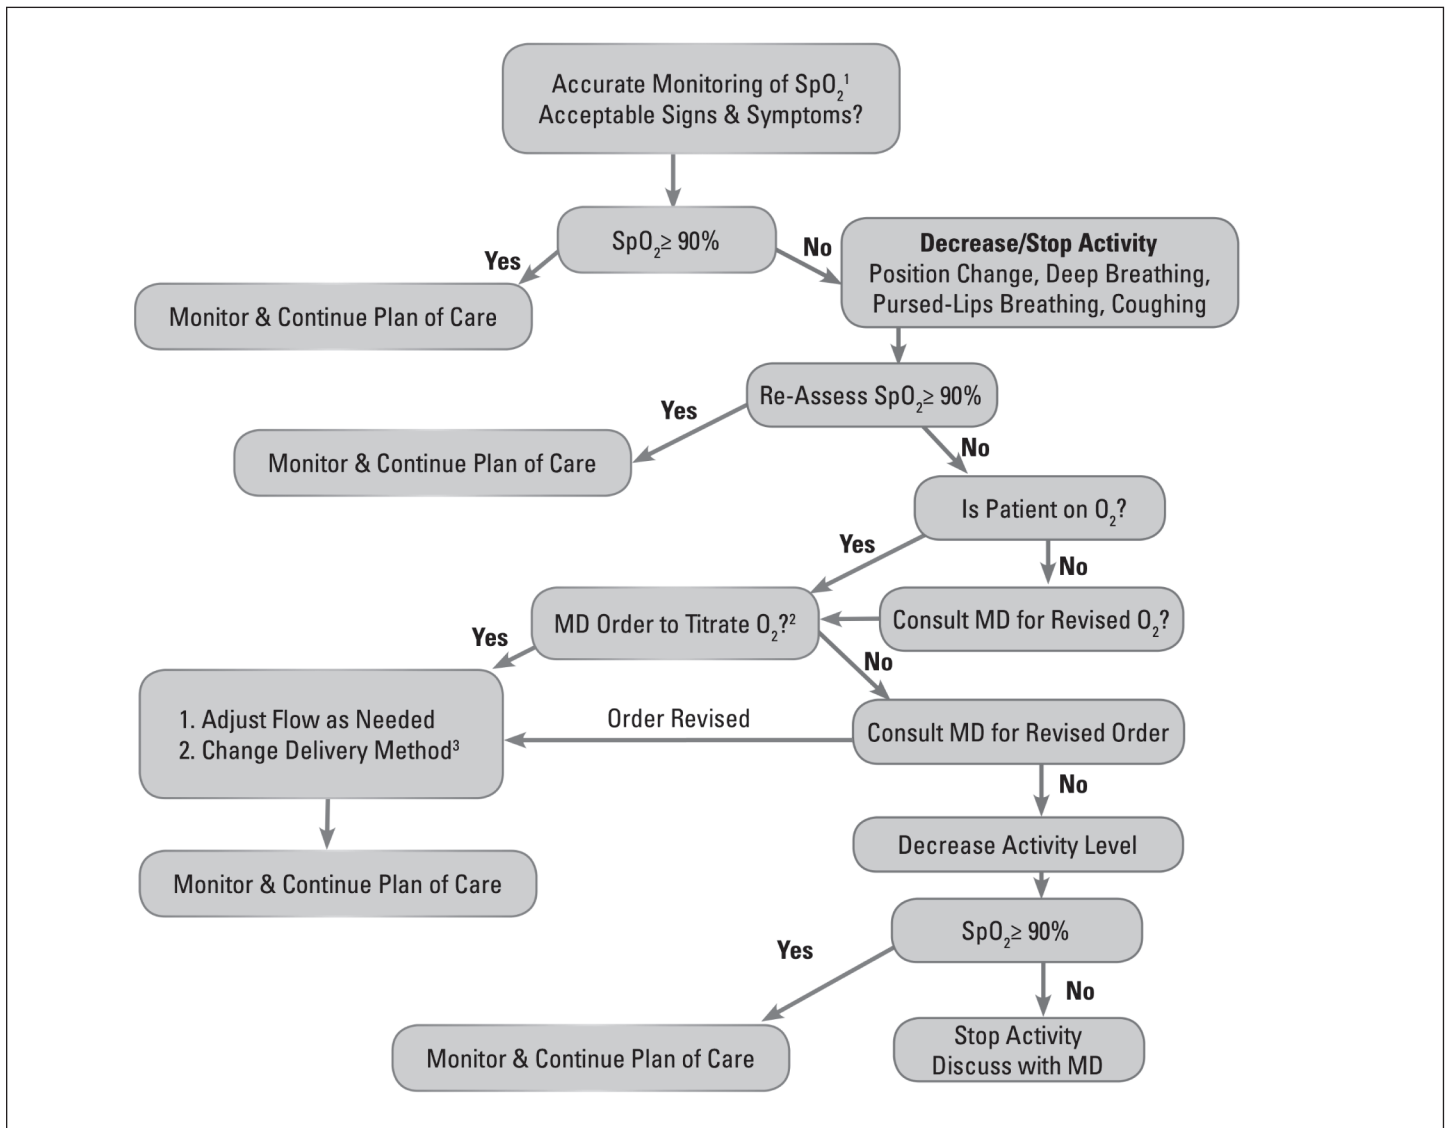 Accurate Monitoring of SpO₂¹
Acceptable Signs & Symptoms?
SpO₂≥ 90%
Yes
No
Monitor & Continue Plan of Care
Decrease/Stop Activity
Position Change, Deep Breathing,
Pursed-Lips Breathing, Coughing
Re-Assess SpO₂≥ 90%
Yes
No
Monitor & Continue Plan of Care
Is Patient on O₂?
Yes
No
MD Order to Titrate O₂?²
Consult MD for Revised O₂?
Yes
No
1. Adjust Flow as Needed
2. Change Delivery Method³
Order Revised
Consult MD for Revised Order
No
Monitor & Continue Plan of Care
Decrease Activity Level
SpO₂≥ 90%
Yes
No
Monitor & Continue Plan of Care
Stop Activity
Discuss with MD